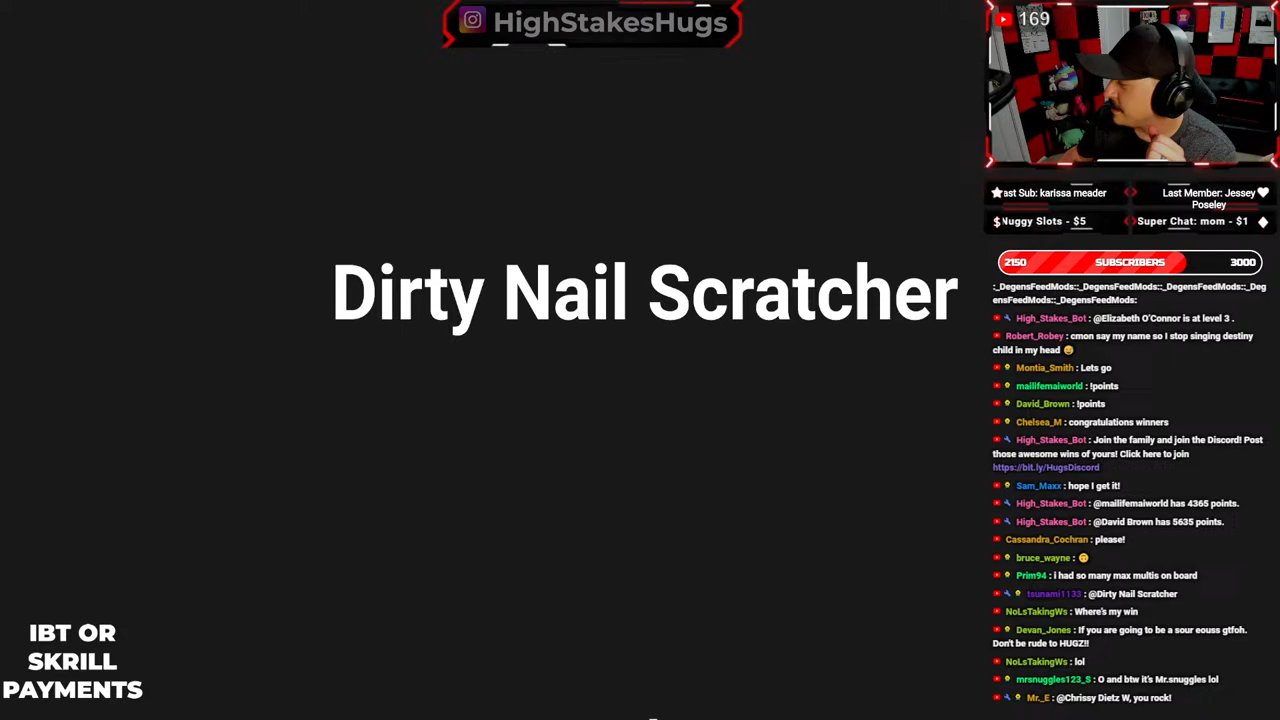 HighStakesHugs
169
ast Sub: karissa meader
Last Member: Jessey
Poseley
Nuggy Slots - $5
Super Chat: mom - $1
2150 SUBSCRIBERS 3000
:_DegensFeedMods::_DegensFeedMods::_DegensFeedMods::_Deg
ensFeedMods::_DegensFeedMods:
High_Stakes_Bot : @Elizabeth O'Connor is at level 3 .
Robert_Robey : cmon say my name so I stop singing destiny
child in my head 😅
Montia_Smith : Lets go
mailifemaiworld : !points
David_Brown : !points
Chelsea_M : congratulations winners
High_Stakes_Bot : Join the family and join the Discord! Post
those awesome wins of yours! Click here to join
https://bit.ly/HugsDiscord
Sam_Maxx : hope I get it!
High_Stakes_Bot : @mailifemaiworld has 4365 points.
High_Stakes_Bot : @David Brown has 5635 points.
Cassandra_Cochran : please!
bruce_wayne : 🙃
Prim94 : i had so many max multis on board
tsunami1133 : @Dirty Nail Scratcher
NoLsTakingWs : Where's my win
Devan_Jones : If you are going to be a sour eouss gtfoh.
Don't be rude to HUGZ!!
NoLsTakingWs : lol
mrsnuggles123_S : O and btw it's Mr.snuggles lol
Mr._E : @Chrissy Dietz W, you rock!
Dirty Nail Scratcher
IBT OR
SKRILL
PAYMENTS